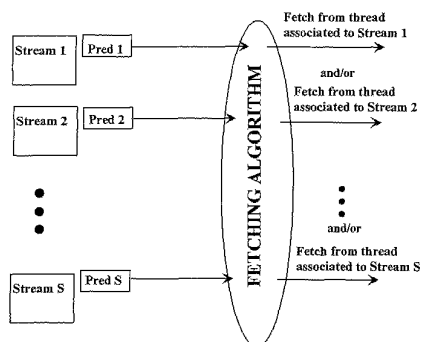 Stream 1
Pred 1
Fetch from thread
associated to Stream 1
and/or
Stream 2
Pred 2
Fetch from thread
associated to Stream 2
FETCHING ALGORITHM
and/or
Stream S
Pred S
Fetch from thread
associated to Stream S